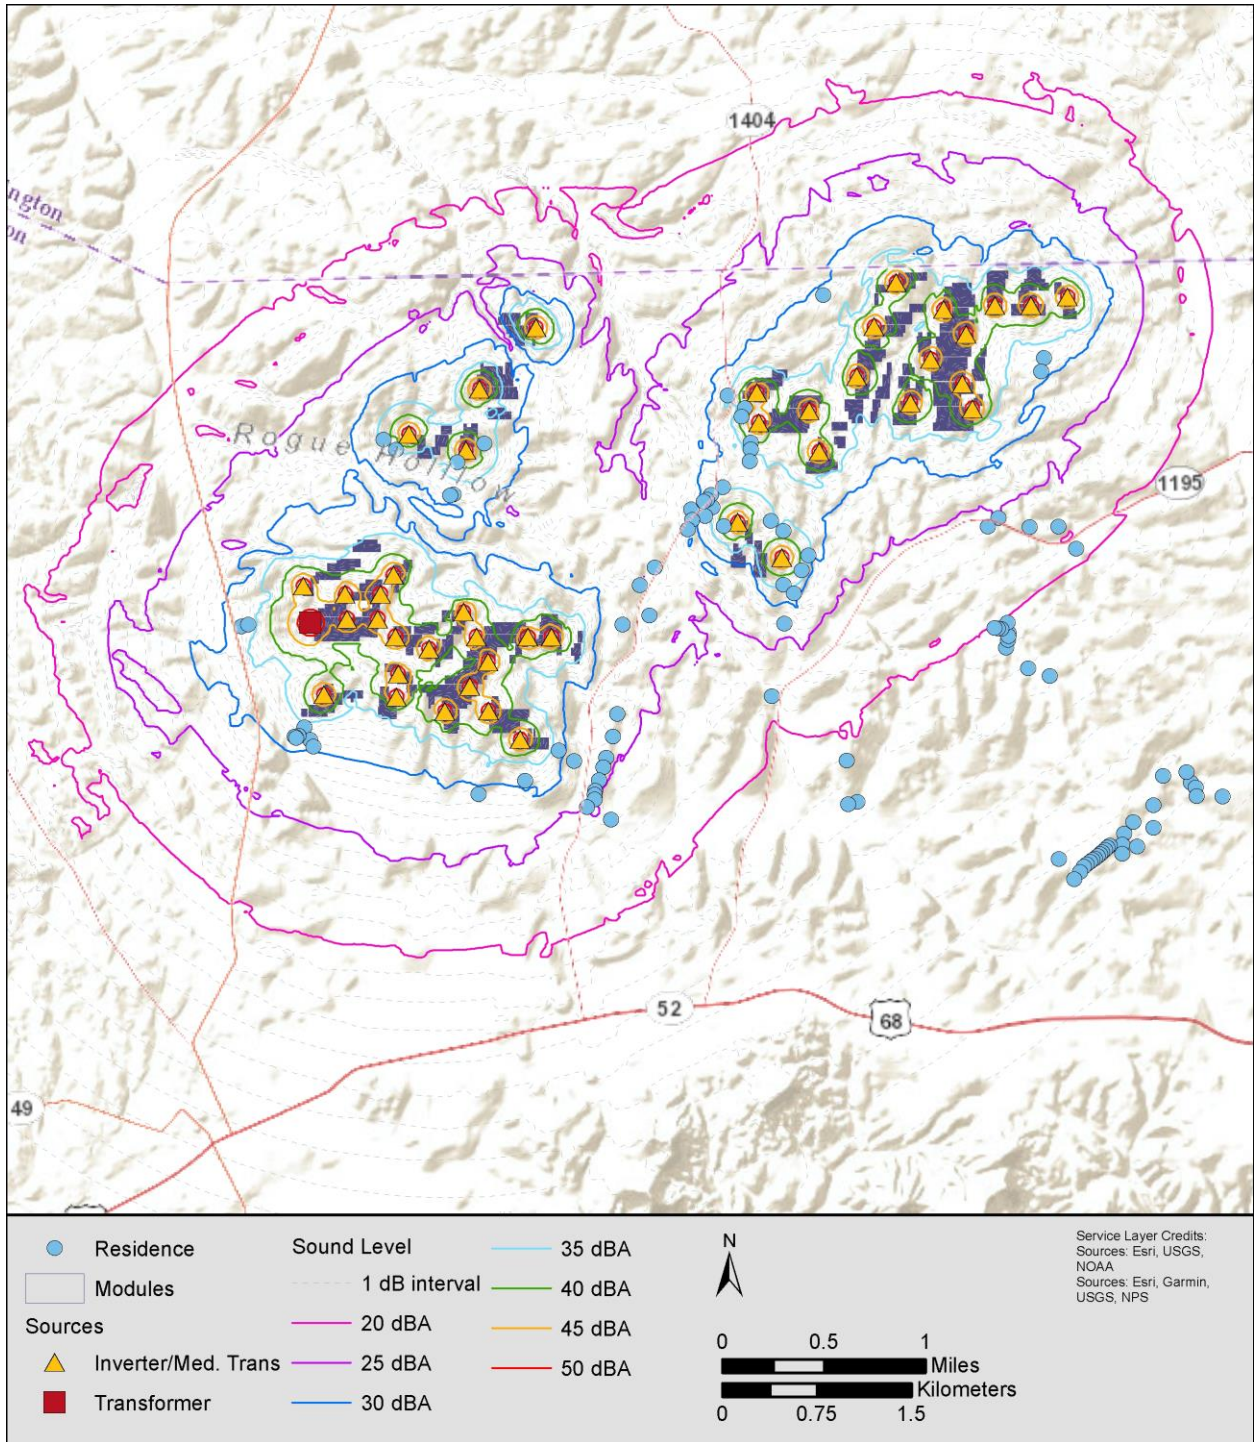 1404
ngton
on
Rogue Hollow
1195
52
68
49
Residence
Modules
Sources
Inverter/Med. Trans
Transformer
Sound Level
1 dB interval
20 dBA
25 dBA
30 dBA
35 dBA
40 dBA
45 dBA
50 dBA
N
0 0.5 1
Miles
Kilometers
0 0.75 1.5
Service Layer Credits:
Sources: Esri, USGS,
NOAA
Sources: Esri, Garmin,
USGS, NPS